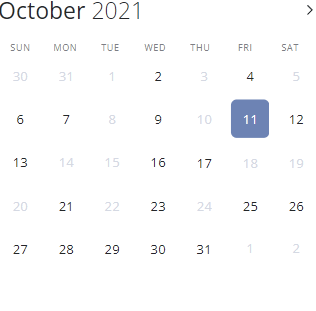 October 2021
SUN MON TUE WED THU FRI SAT
30 31 1 2 3 4 5
6 7 8 9 10 11 12
13 14 15 16 17 18 19
20 21 22 23 24 25 26
27 28 29 30 31 1 2